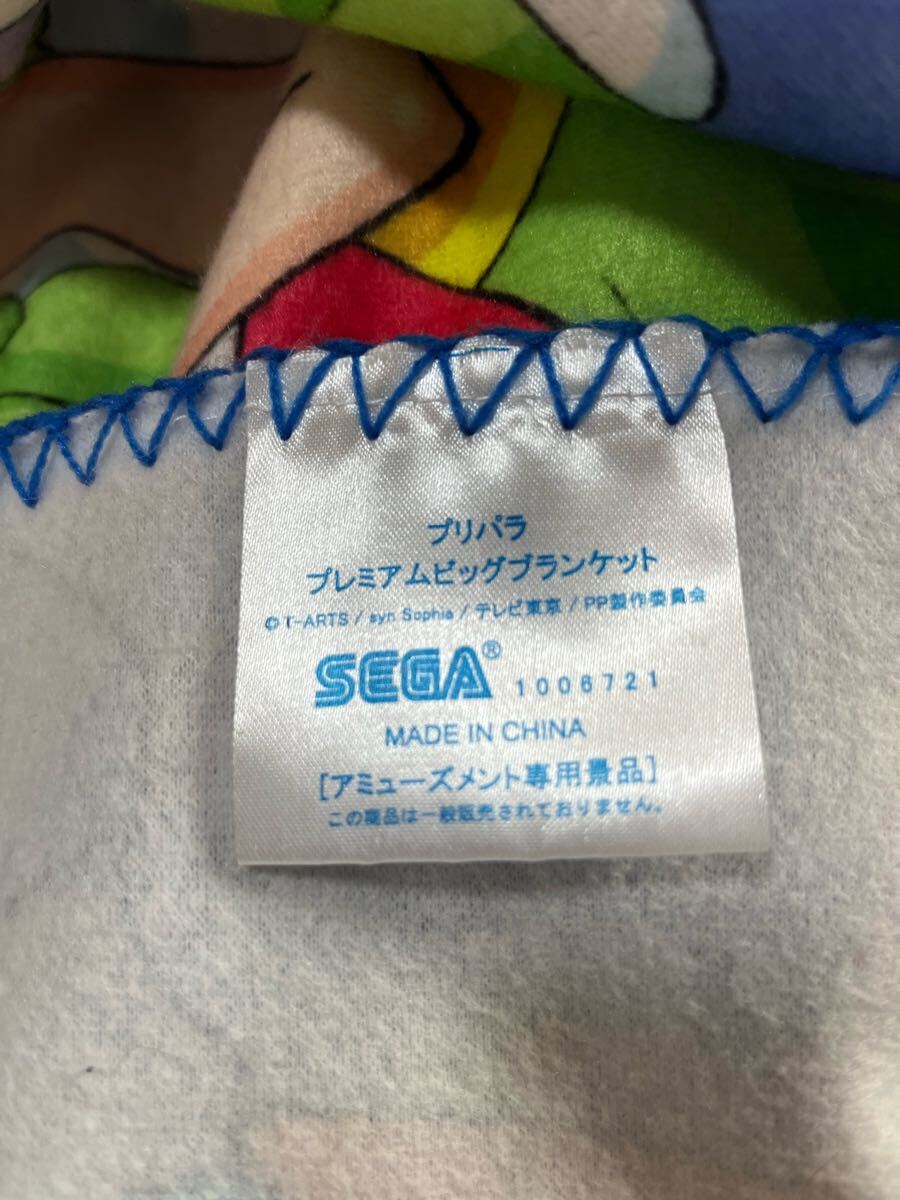 プリパラ
プレミアムビッグブランケット
© T-ARTS / syn Sophia / テレビ東京 / PP製作委員会
SEGA® 1006721
MADE IN CHINA
[アミューズメント専用景品]
この商品は一般販売されておりません。